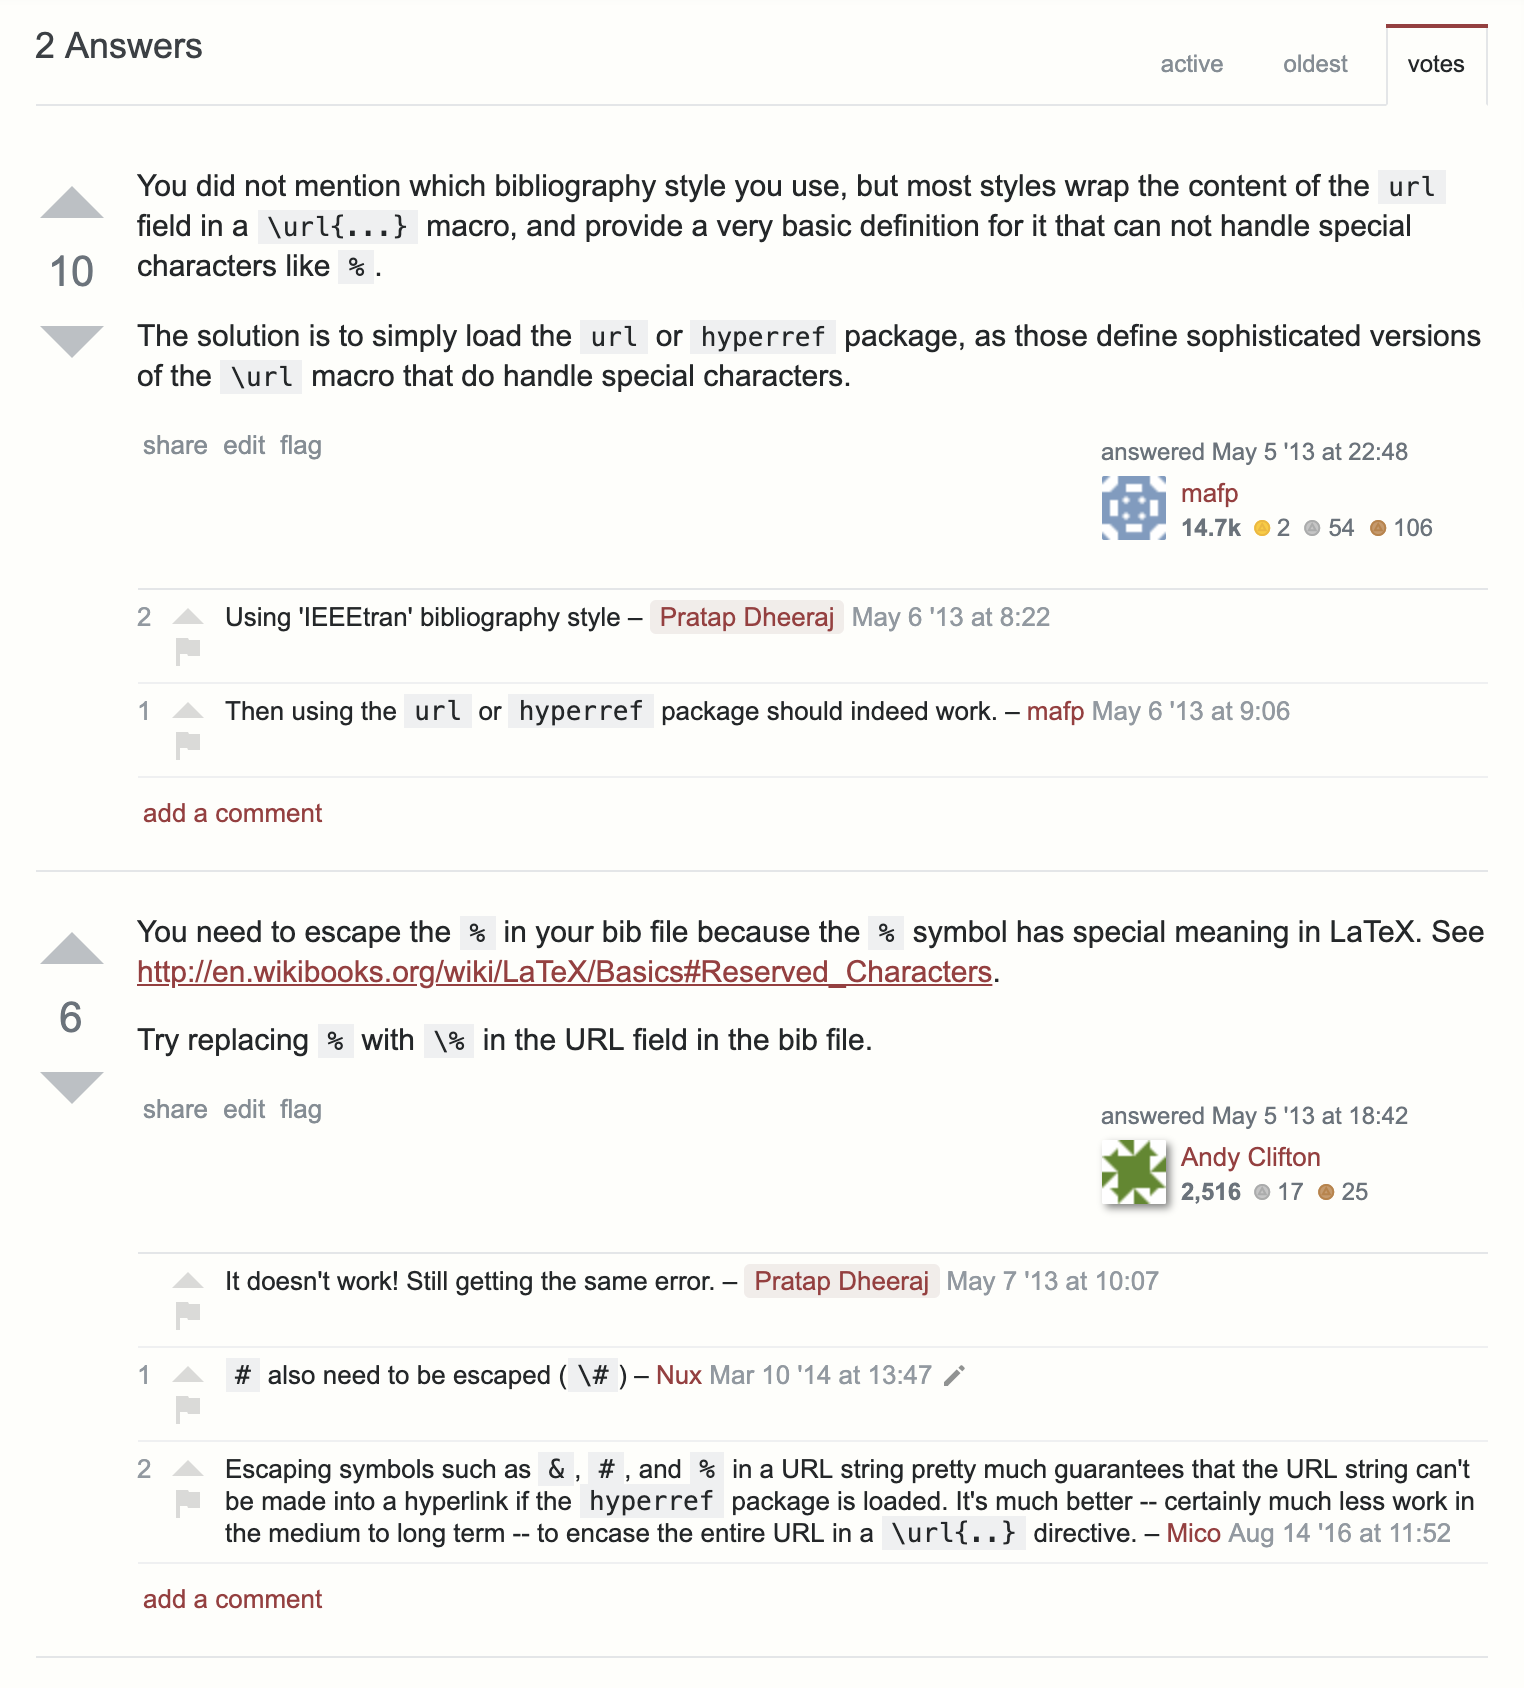 2 Answers
active oldest votes
You did not mention which bibliography style you use, but most styles wrap the content of the url
field in a \url{...} macro, and provide a very basic definition for it that can not handle special
10
characters like %.
The solution is to simply load the url or hyperref package, as those define sophisticated versions
of the \url macro that do handle special characters.
share edit flag
answered May 5 '13 at 22:48
mafp
14.7k 2 54 106
2 Using 'IEEEtran' bibliography style – Pratap Dheeraj May 6 '13 at 8:22
1 Then using the url or hyperref package should indeed work. – mafp May 6 '13 at 9:06
add a comment
You need to escape the % in your bib file because the % symbol has special meaning in LaTeX. See
http://en.wikibooks.org/wiki/LaTeX/Basics#Reserved_Characters.
6
Try replacing % with \% in the URL field in the bib file.
share edit flag
answered May 5 '13 at 18:42
Andy Clifton
2,516 17 25
It doesn't work! Still getting the same error. – Pratap Dheeraj May 7 '13 at 10:07
1 # also need to be escaped ( \# ) – Nux Mar 10 '14 at 13:47
2 Escaping symbols such as &, #, and % in a URL string pretty much guarantees that the URL string can't
be made into a hyperlink if the hyperref package is loaded. It's much better -- certainly much less work in
the medium to long term -- to encase the entire URL in a \url{..} directive. – Mico Aug 14 '16 at 11:52
add a comment